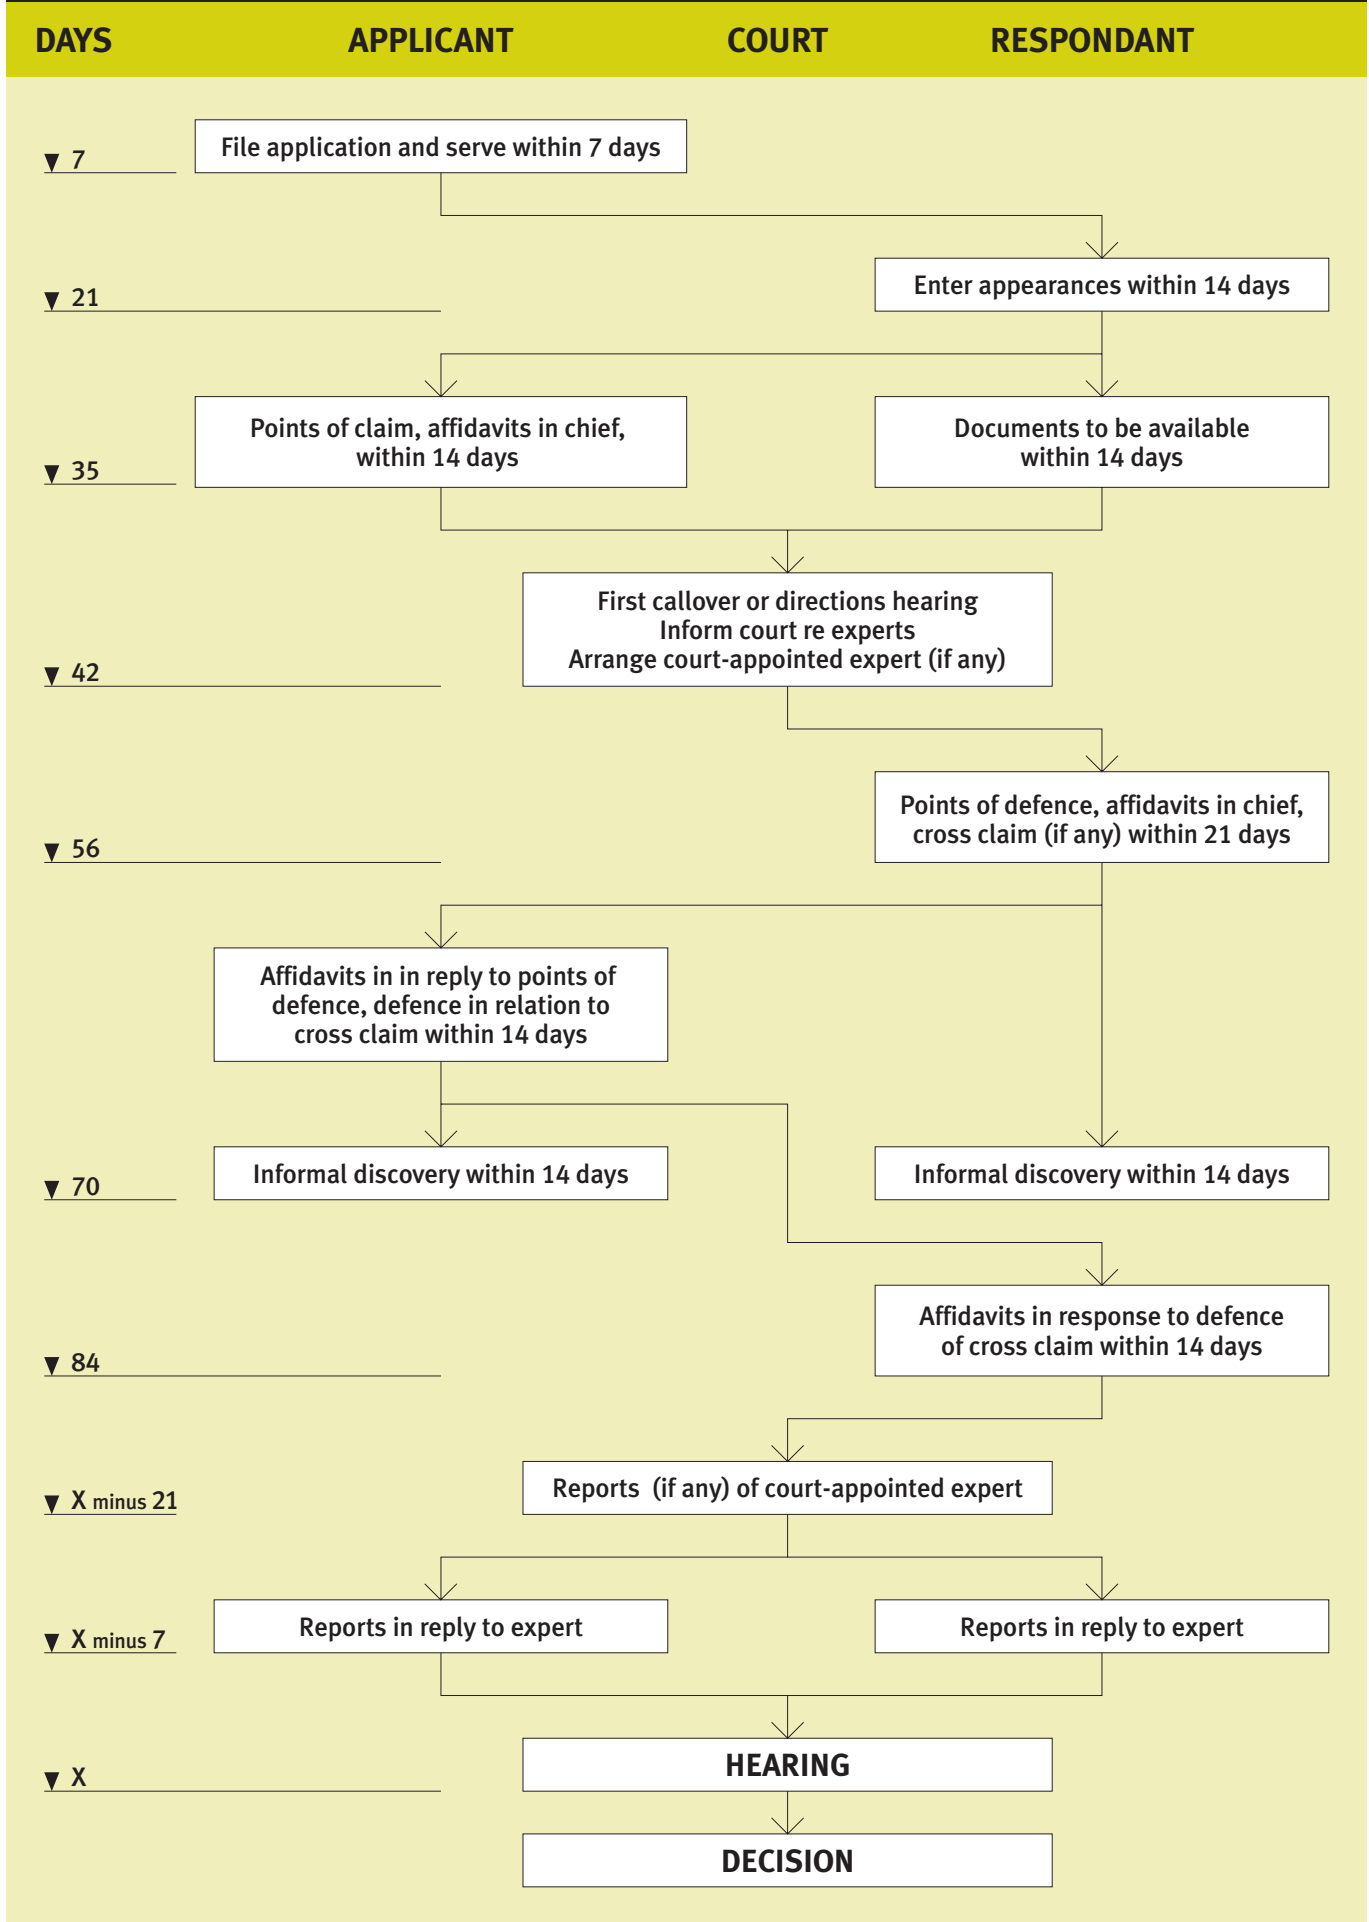 DAYS APPLICANT COURT RESPONDANT
File application and serve within 7 days
▼ 7
Enter appearances within 14 days
▼ 21
Points of claim, affidavits in chief,
within 14 days
Documents to be available
within 14 days
▼ 35
First callover or directions hearing
Inform court re experts
Arrange court-appointed expert (if any)
▼ 42
Points of defence, affidavits in chief,
cross claim (if any) within 21 days
▼ 56
Affidavits in in reply to points of
defence, defence in relation to
cross claim within 14 days
Informal discovery within 14 days
Informal discovery within 14 days
▼ 70
Affidavits in response to defence
of cross claim within 14 days
▼ 84
Reports (if any) of court-appointed expert
▼ X minus 21
Reports in reply to expert
Reports in reply to expert
▼ X minus 7
HEARING
▼ X
DECISION